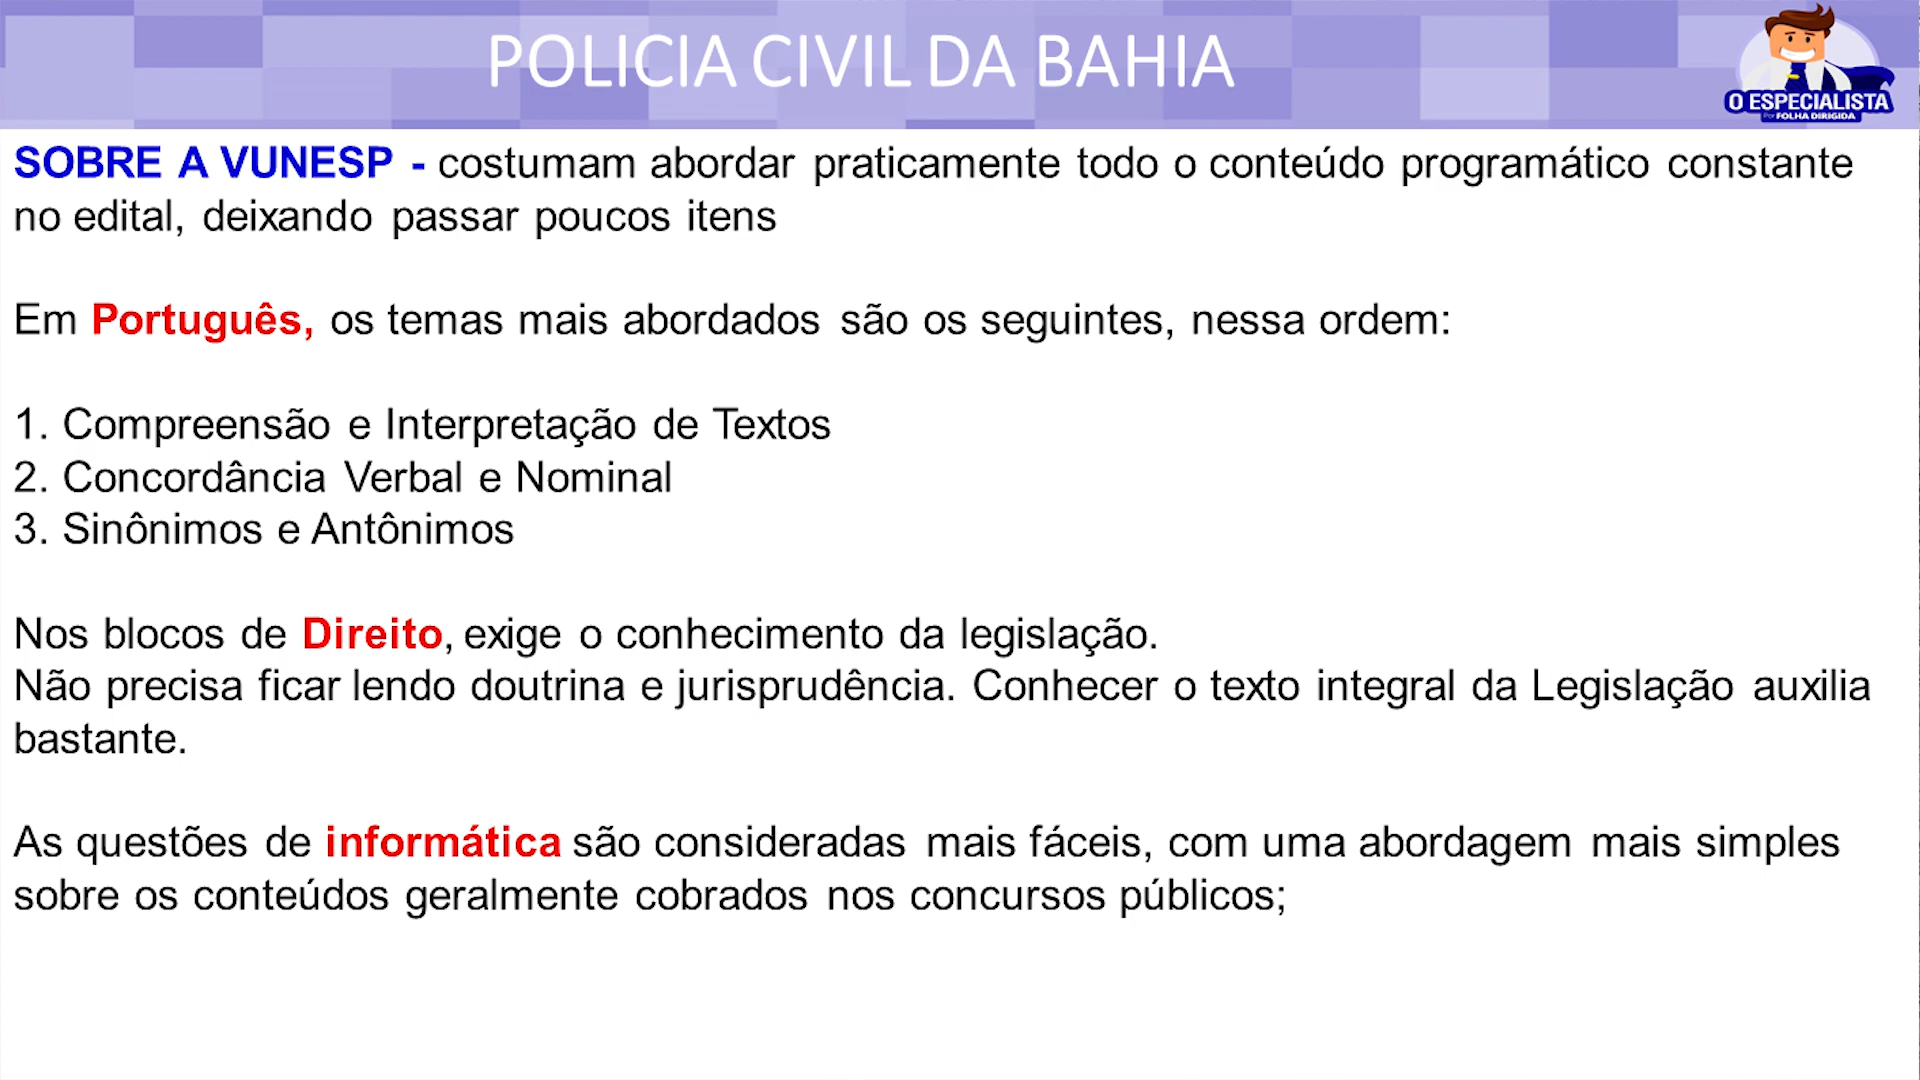 POLICIA CIVIL DA BAHIA
O ESPECIALISTA
Por FOLHA DIRIGIDA
SOBRE A VUNESP - costumam abordar praticamente todo o conteúdo programático constante
no edital, deixando passar poucos itens
Em Português, os temas mais abordados são os seguintes, nessa ordem:
1. Compreensão e Interpretação de Textos
2. Concordância Verbal e Nominal
3. Sinônimos e Antônimos
Nos blocos de Direito, exige o conhecimento da legislação.
Não precisa ficar lendo doutrina e jurisprudência. Conhecer o texto integral da Legislação auxilia
bastante.
As questões de informática são consideradas mais fáceis, com uma abordagem mais simples
sobre os conteúdos geralmente cobrados nos concursos públicos;